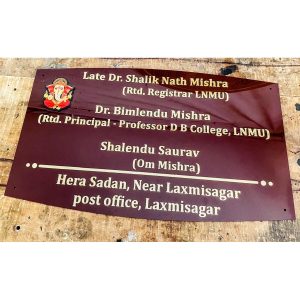 Late Dr. Shalik Nath Mishra
(Rtd. Registrar LNMU)
Dr. Bimlendu Mishra
(Rtd. Principal - Professor D B College, LNMU)
Shalendu Saurav
(Om Mishra)
Hera Sadan, Near Laxmisagar
post office, Laxmisagar